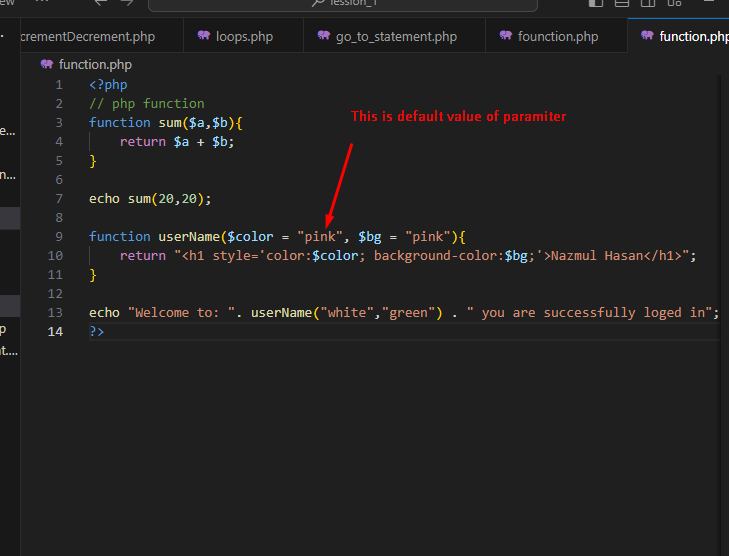 ew ... lession_1
crementDecrement.php loops.php go_to_statement.php founction.php function.php
function.php
1 <?php
2 // php function
This is default value of paramiter
3 function sum($a,$b){
4 return $a + $b;
5 }
6
7 echo sum(20,20);
8
9 function userName($color = "pink", $bg = "pink"){
10 return "<h1 style='color:$color; background-color:$bg;'>Nazmul Hasan</h1>";
11 }
12
13 echo "Welcome to: ". userName("white","green") . " you are successfully loged in";
14 ?>
e...
n...
p
t....